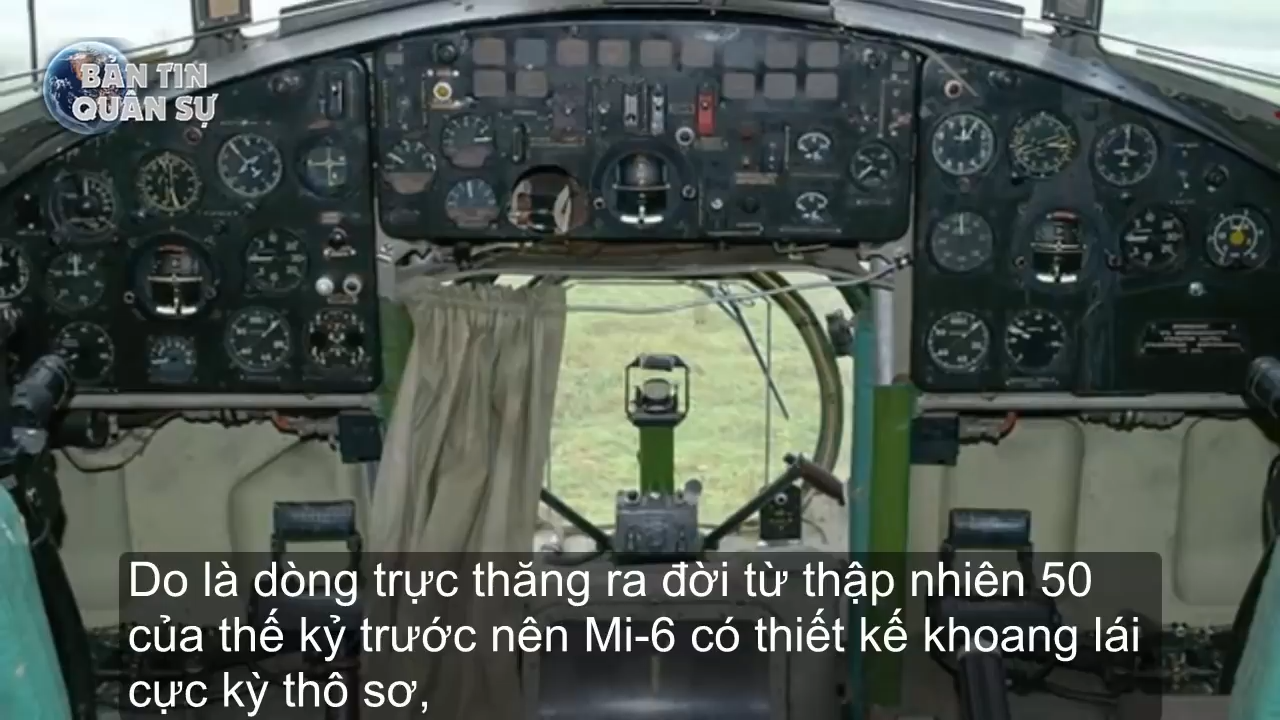 BẢN TIN
QUÂN SỰ
Do là dòng trực thăng ra đời từ thập nhiên 50
của thế kỷ trước nên Mi-6 có thiết kế khoang lái
cực kỳ thô sơ,